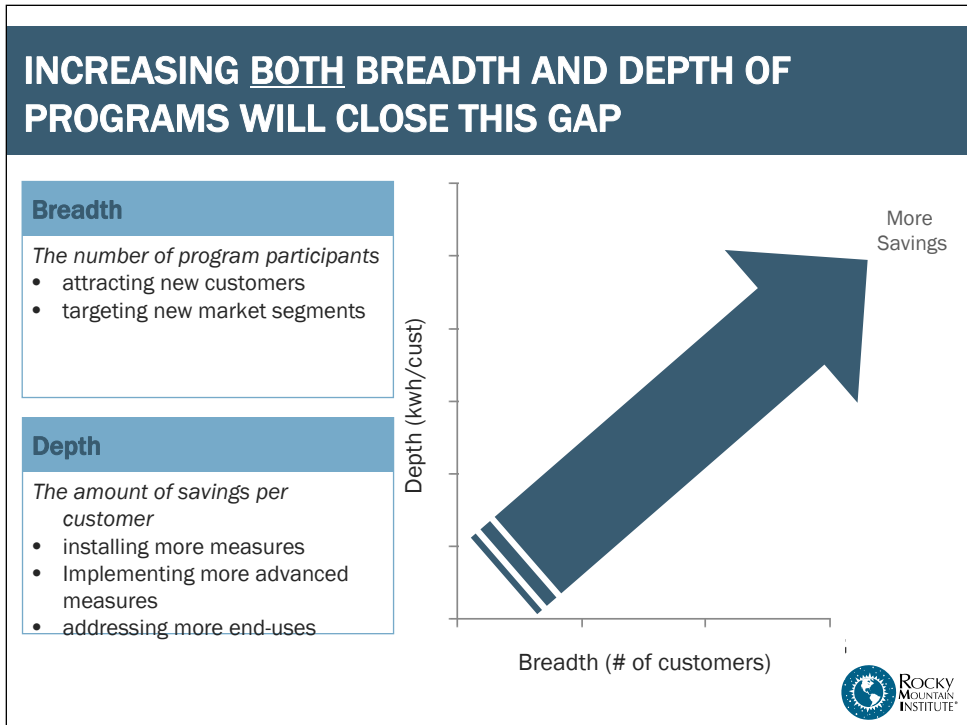 INCREASING BOTH BREADTH AND DEPTH OF
PROGRAMS WILL CLOSE THIS GAP
Breadth
The number of program participants
• attracting new customers
• targeting new market segments
Depth
The amount of savings per
customer
• installing more measures
• Implementing more advanced
measures
• addressing more end-uses
Depth (kwh/cust)
More
Savings
Breadth (# of customers)
ROCKY
MOUNTAIN
INSTITUTE®